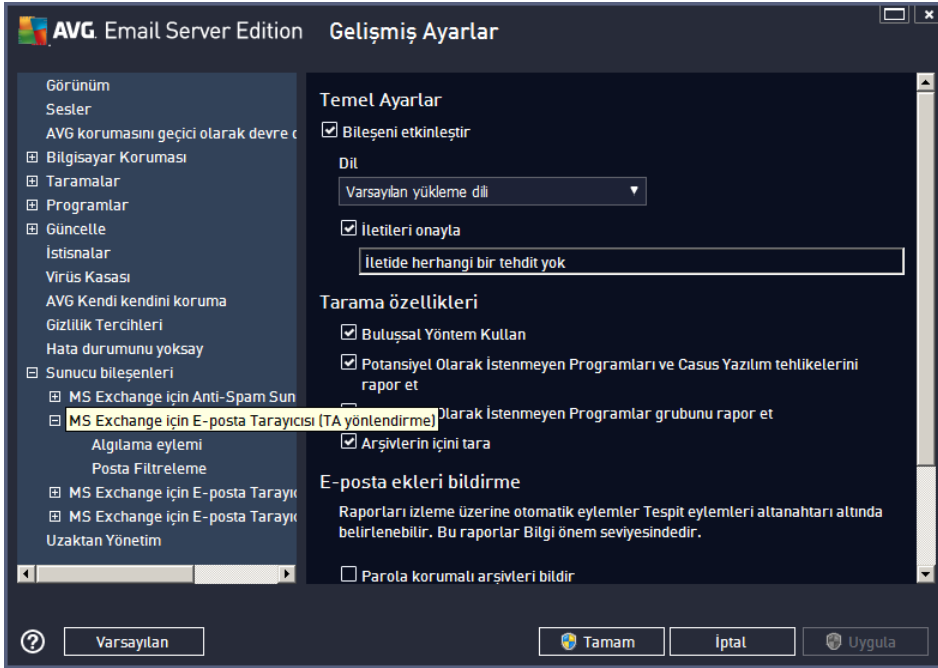 AVG. Email Server Edition Gelişmiş Ayarlar
Görünüm
Sesler
AVG korumasını geçici olarak devre
Bilgisayar Koruması
Taramalar
Programlar
Güncelle
İstisnalar
Virüs Kasası
AVG Kendi kendini koruma
Gizlilik Tercihleri
Hata durumunu yoksay
Sunucu bileşenleri
MS Exchange için Anti-Spam Sun
MS Exchange için E-posta Tarayıcısı (TA yönlendirme)
Algılama eylemi
Posta Filtreleme
MS Exchange için E-posta Tarayıc
MS Exchange için E-posta Tarayıc
Uzaktan Yönetim
Temel Ayarlar
Bileşeni etkinleştir
Dil
Varsayılan yükleme dili
İletileri onayla
İletide herhangi bir tehdit yok
Tarama özellikleri
Buluşsal Yöntem Kullan
Potansiyel Olarak İstenmeyen Programları ve Casus Yazılım tehlikelerini
rapor et
Olarak İstenmeyen Programlar grubunu rapor et
Arşivlerin içini tara
E-posta ekleri bildirme
Raporları izleme üzerine otomatik eylemler Tespit eylemleri altanahtarı altında
belirlenebilir. Bu raporlar Bilgi önem seviyesindedir.
Parola korumalı arşivleri bildir
Varsayılan
Tamam
İptal
Uygula